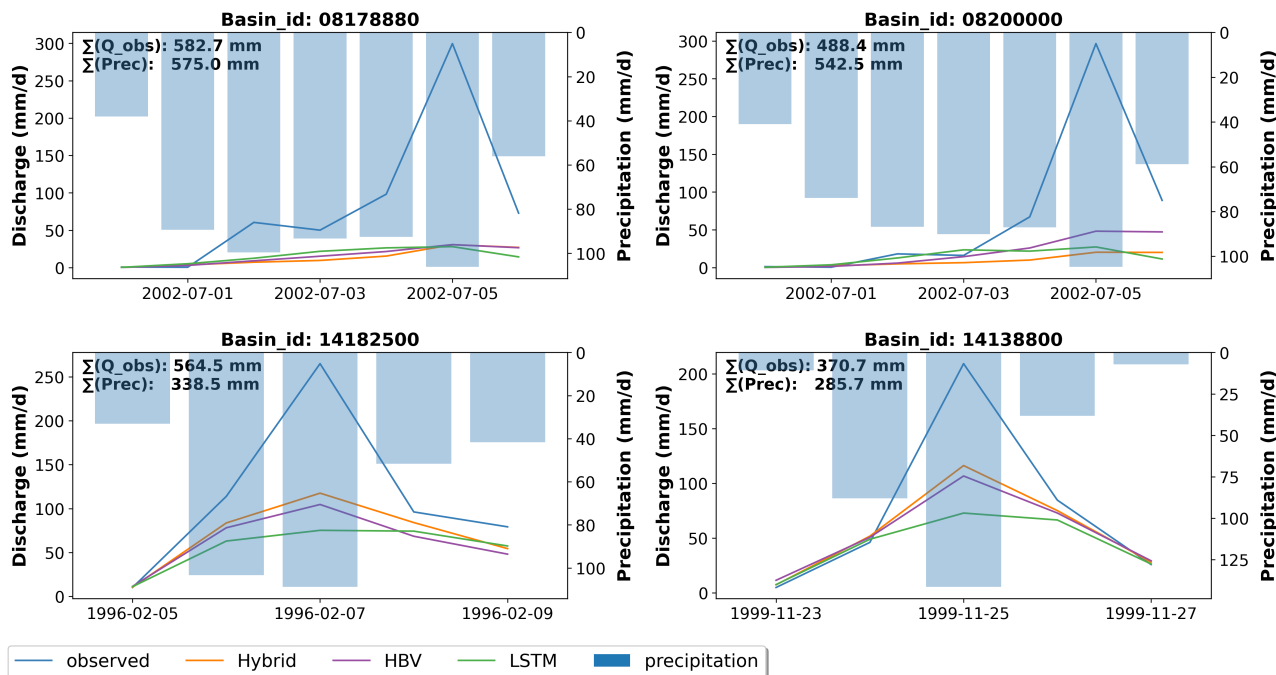 Basin_id: 08178880
∑(Q_obs): 582.7 mm
∑(Prec): 575.0 mm
Discharge (mm/d)
300
250
200
150
100
50
0
Precipitation (mm/d)
0
20
40
60
80
100
2002-07-01 2002-07-03 2002-07-05
Basin_id: 08200000
∑(Q_obs): 488.4 mm
∑(Prec): 542.5 mm
Discharge (mm/d)
300
250
200
150
100
50
0
Precipitation (mm/d)
0
20
40
60
80
100
2002-07-01 2002-07-03 2002-07-05
Basin_id: 14182500
∑(Q_obs): 564.5 mm
∑(Prec): 338.5 mm
Discharge (mm/d)
250
200
150
100
50
0
Precipitation (mm/d)
0
20
40
60
80
100
1996-02-05 1996-02-07 1996-02-09
Basin_id: 14138800
∑(Q_obs): 370.7 mm
∑(Prec): 285.7 mm
Discharge (mm/d)
200
150
100
50
0
Precipitation (mm/d)
0
25
50
75
100
125
1999-11-23 1999-11-25 1999-11-27
observed Hybrid HBV LSTM precipitation